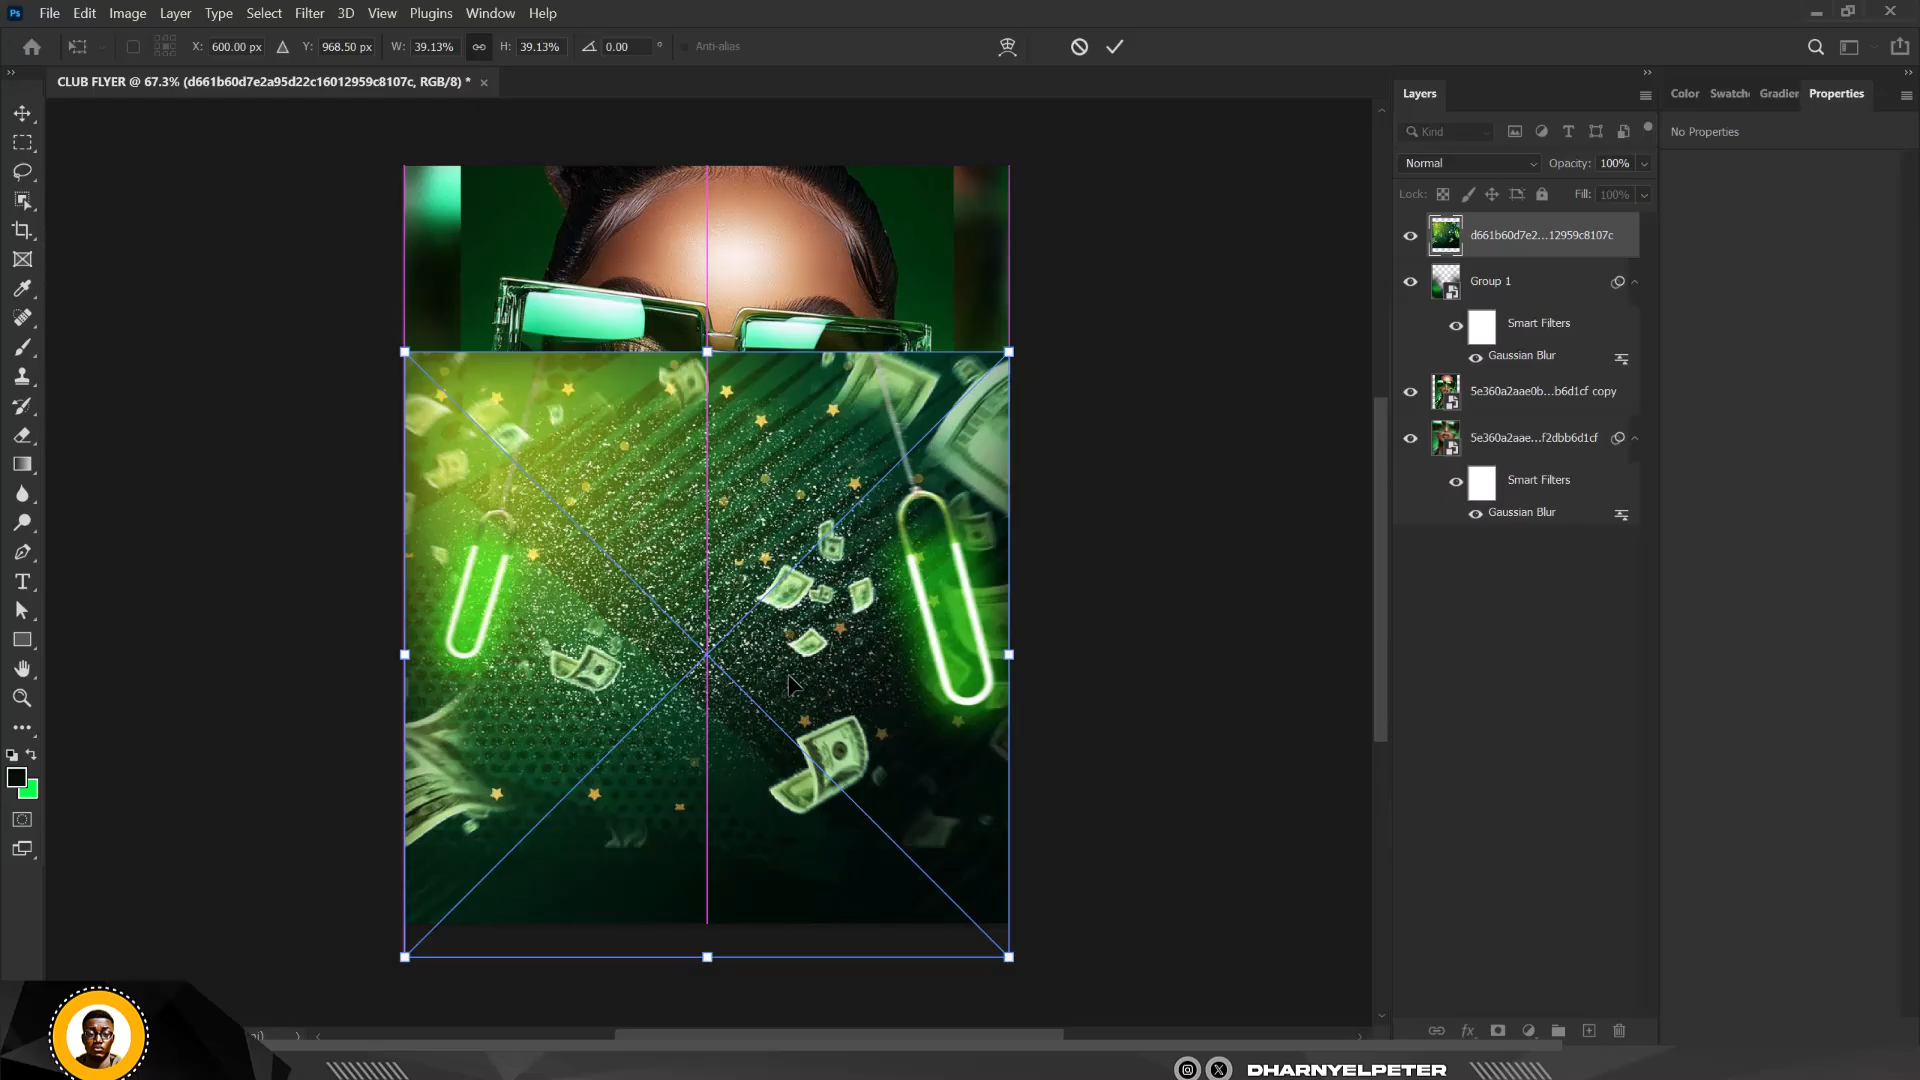 Ps File Edit Image Layer Type Select Filter 3D View Plugins Window Help
X: 600.00 px Y: 968.50 px W: 39.13% H: 39.13% 0.00 ° Anti-alias
CLUB FLYER @ 67.3% (d661b60d7e2a95d22c16012959c8107c, RGB/8) *
Layers
Color Swatch Gradier Properties
Kind
No Properties
Normal Opacity: 100%
Lock: Fill: 100%
d661b60d7e2...12959c8107c
Group 1
Smart Filters
Gaussian Blur
5e360a2aae0b...b6d1cf copy
5e360a2aae...f2dbb6d1cf
Smart Filters
Gaussian Blur
fx
DHARNYELPETER